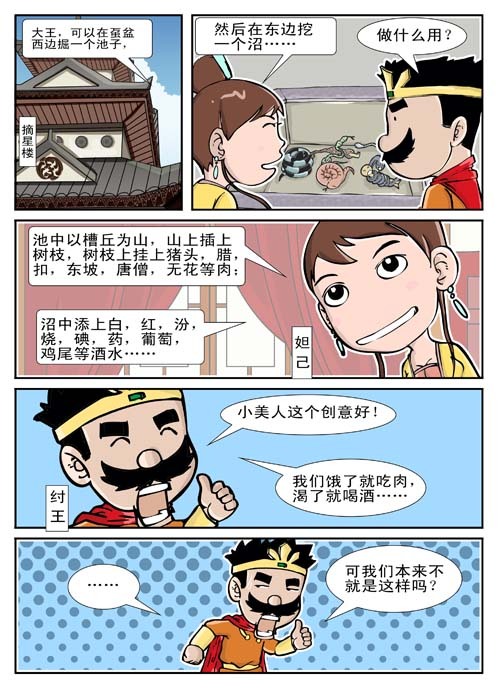 大王，可以在虿盆
西边掘一个池子，
摘星楼
然后在东边挖
一个沼……
做什么用？
池中以槽丘为山，山上插上
树枝，树枝上挂上猪头，腊，
扣，东坡，唐僧，无花等肉；
沼中添上白，红，汾，
烧，碘，药，葡萄，
鸡尾等酒水……
妲己
小美人这个创意好！
我们饿了就吃肉，
渴了就喝酒……
纣王
……
可我们本来不
就是这样吗？